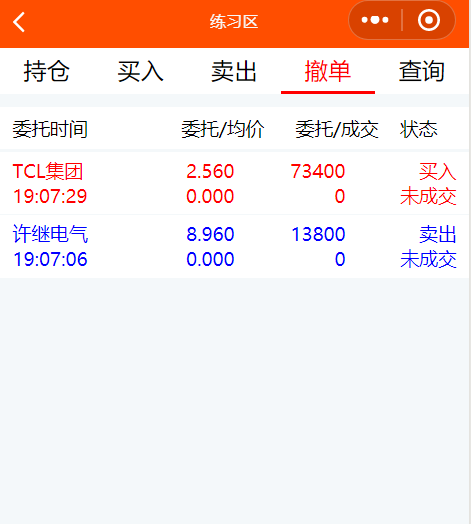 练习区
持仓 买入 卖出 撤单 查询
委托时间 委托/均价 委托/成交 状态
TCL集团 2.560 73400 买入
19:07:29 0.000 0 未成交
许继电气 8.960 13800 卖出
19:07:06 0.000 0 未成交